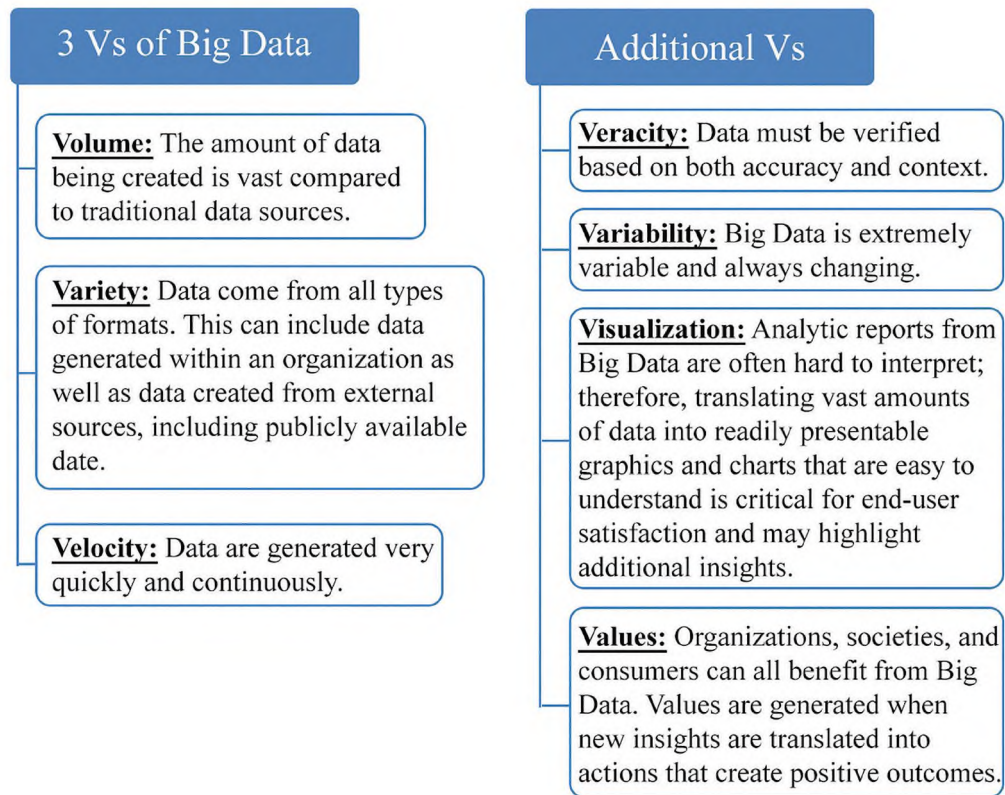 3 Vs of Big Data
Volume: The amount of data
being created is vast compared
to traditional data sources.
Variety: Data come from all types
of formats. This can include data
generated within an organization as
well as data created from external
sources, including publicly available
date.
Velocity: Data are generated very
quickly and continuously.
Additional Vs
Veracity: Data must be verified
based on both accuracy and context.
Variability: Big Data is extremely
variable and always changing.
Visualization: Analytic reports from
Big Data are often hard to interpret;
therefore, translating vast amounts
of data into readily presentable
graphics and charts that are easy to
understand is critical for end-user
satisfaction and may highlight
additional insights.
Values: Organizations, societies, and
consumers can all benefit from Big
Data. Values are generated when
new insights are translated into
actions that create positive outcomes.